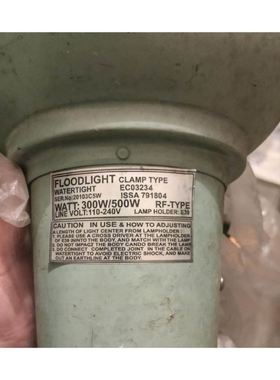 FLOODLIGHT CLAMP TYPE
WATERTIGHT EC03234
SER.No:20103C5W ISSA 791804
WATT: 300W/500W RF-TYPE
LINE VOLT:110-240V LAMP HOLDER: E39
CAUTION IN USE & HOW TO ADJUSTING
A LENGTH OF LIGHT CENTER FROM LAMPHOLDER.
PLEASE USE A CROSS DRIVER AT THE LAMPHOLDER
OF E39 WINTO THE BODY, AND MATCH WITH THE LAMP
DO NOT IMPACT THE BODY CANDO BREAK THE LAMP
DO CONNECT COMPLETED JOINT IN THE CABLE TO BE
WATERTIGHT TO AVOID ELECTRIC SHOCK, AND MAKE
OUT AN EARTHLINE AT THE BODY.